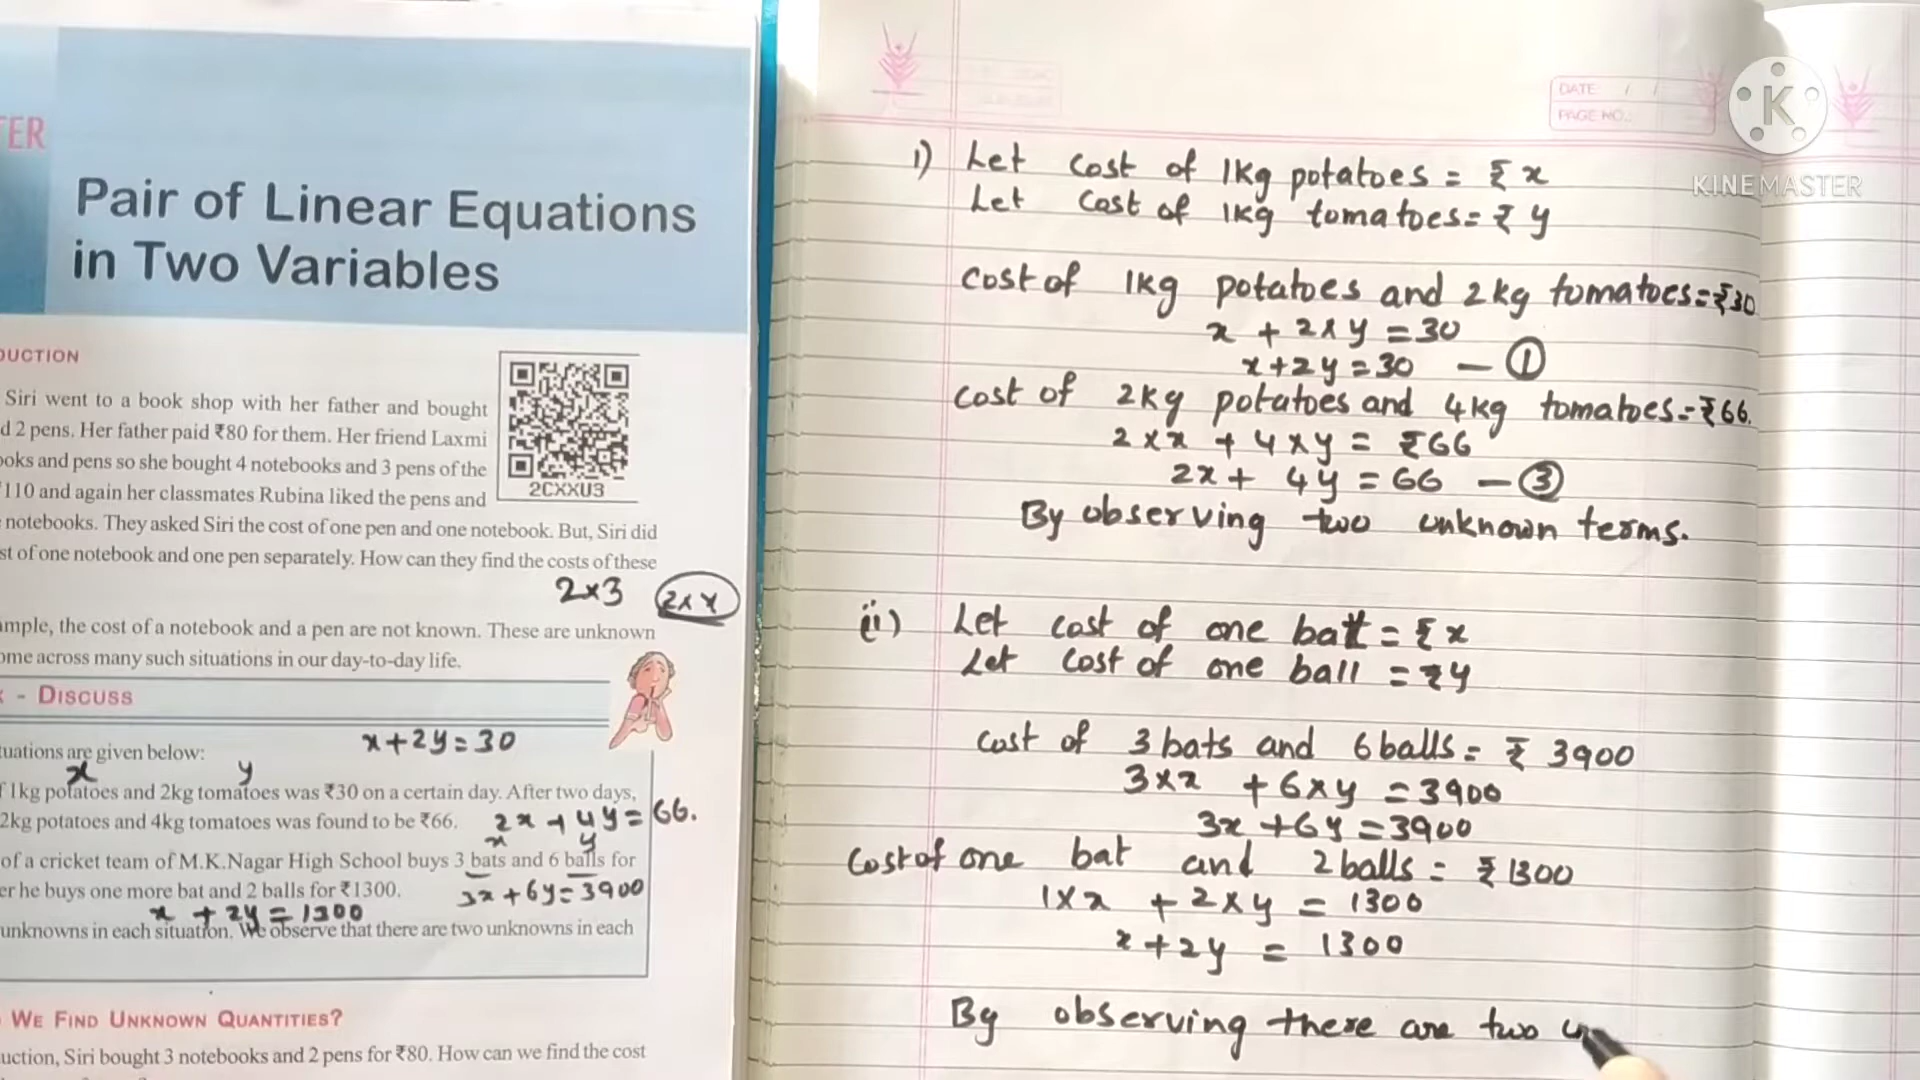 TER
Pair of Linear Equations
in Two Variables
DUCTION
Siri went to a book shop with her father and bought
d 2 pens. Her father paid ₹80 for them. Her friend Laxmi
ooks and pens so she bought 4 notebooks and 3 pens of the
110 and again her classmates Rubina liked the pens and
notebooks. They asked Siri the cost of one pen and one notebook. But, Siri did
st of one notebook and one pen separately. How can they find the costs of these
2CXXU3
2×3 2×x
ample, the cost of a notebook and a pen are not known. These are unknown
ome across many such situations in our day-to-day life.
- DISCUSS
tuations are given below:
x+2y=30
x y
1kg potatoes and 2kg tomatoes was ₹30 on a certain day. After two days,
2kg potatoes and 4kg tomatoes was found to be ₹66.
2x + 4y = 66.
x y
of a cricket team of M.K.Nagar High School buys 3 bats and 6 balls for
er he buys one more bat and 2 balls for ₹1300.
3x+6y=3900
x + 2y = 1300
unknowns in each situation. We observe that there are two unknowns in each
WE FIND UNKNOWN QUANTITIES?
uction, Siri bought 3 notebooks and 2 pens for ₹80. How can we find the cost
DATE / /
PAGE NO.:
K
KINEMASTER
1) Let cost of 1kg potatoes = ₹ x
Let cost of 1kg tomatoes = ₹ y
Cost of 1kg potatoes and 2kg tomatoes = ₹30
x + 2×y = 30
x+2y = 30 — ①
cost of 2kg potatoes and 4kg tomatoes = ₹66.
2×x + 4×y = ₹66
2x + 4y = 66 — ③
By observing two unknown terms.
ii) Let cost of one bat = ₹ x
Let cost of one ball = ₹y
Cost of 3 bats and 6 balls = ₹ 3900
3×x + 6×y = 3900
3x + 6y = 3900
Cost of one bat and 2 balls = ₹ 1300
1×x + 2×y = 1300
x+2y = 1300
By observing there are two u